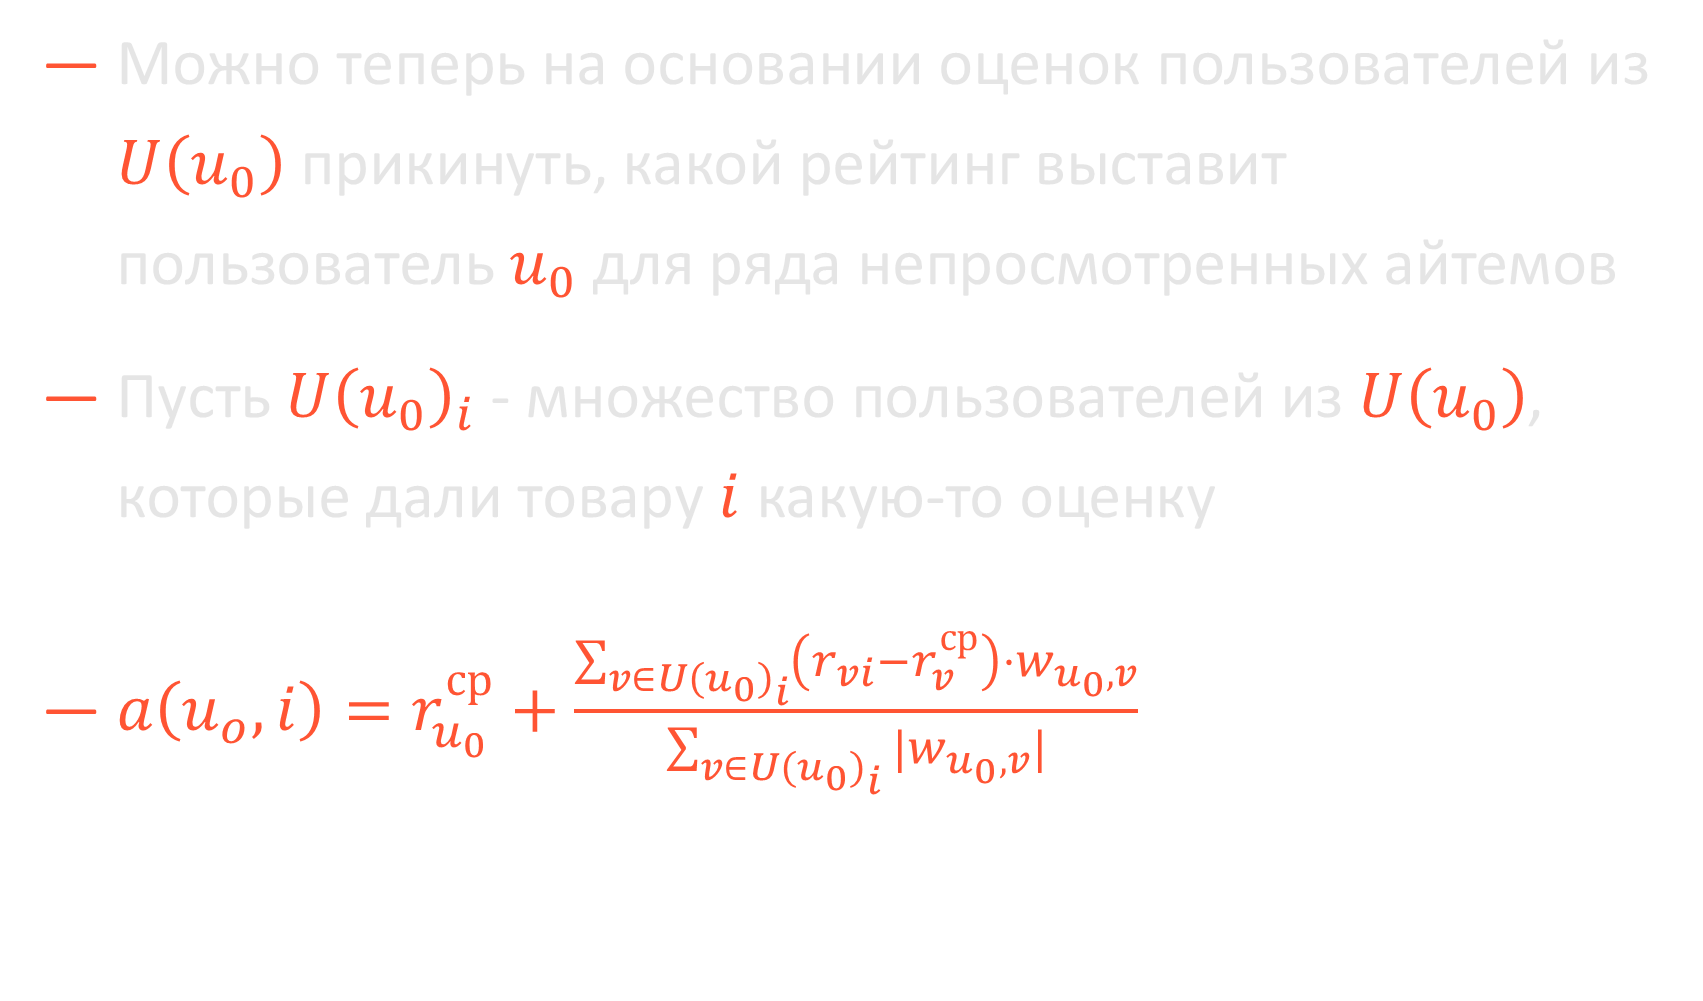 — Можно теперь на основании оценок пользователей из
U(u₀) прикинуть, какой рейтинг выставит
пользователь u₀ для ряда непросмотренных айтемов
— Пусть U(u₀)ᵢ - множество пользователей из U(u₀),
которые дали товару i какую-то оценку
— a(u_o, i) = r_{u₀}^{ср} + \frac{∑_{v∈U(u₀)ᵢ}(r_{vi}−r_v^{ср})·w_{u₀,v}}{∑_{v∈U(u₀)ᵢ}|w_{u₀,v}|}